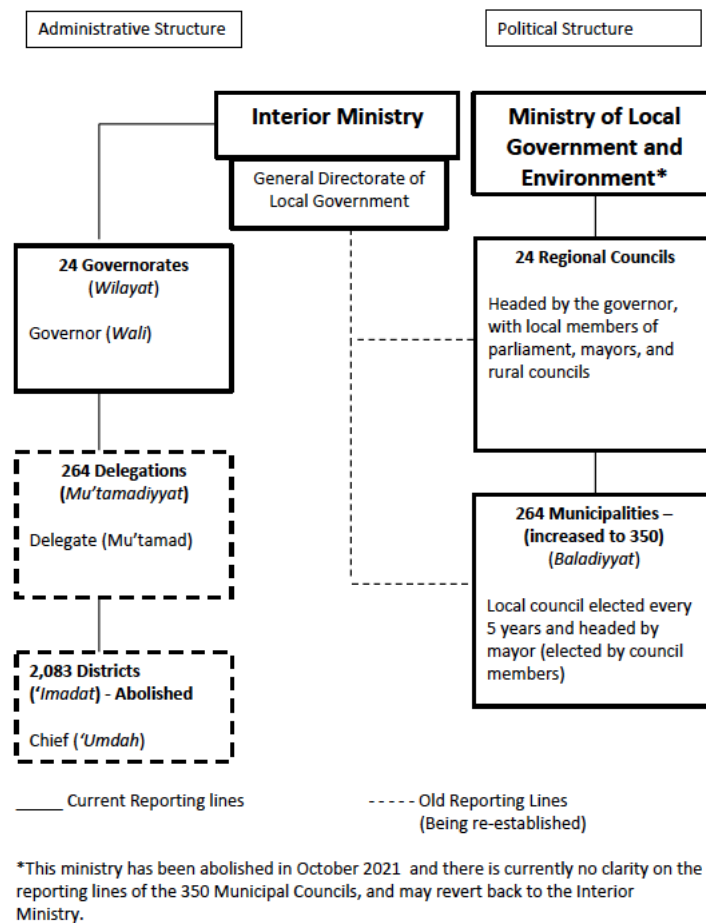 Administrative Structure
Political Structure
Interior Ministry
General Directorate of
Local Government
Ministry of Local
Government and
Environment*
24 Governorates
(Wilayat)
Governor (Wali)
24 Regional Councils
Headed by the governor,
with local members of
parliament, mayors, and
rural councils
264 Delegations
(Mu’tamadiyyat)
Delegate (Mu’tamad)
264 Municipalities –
(increased to 350)
(Baladiyyat)
Local council elected every
5 years and headed by
mayor (elected by council
members)
2,083 Districts
(‘Imadat) - Abolished
Chief (‘Umdah)
_____ Current Reporting lines
------ Old Reporting Lines
(Being re-established)
*This ministry has been abolished in October 2021 and there is currently no clarity on the
reporting lines of the 350 Municipal Councils, and may revert back to the Interior
Ministry.